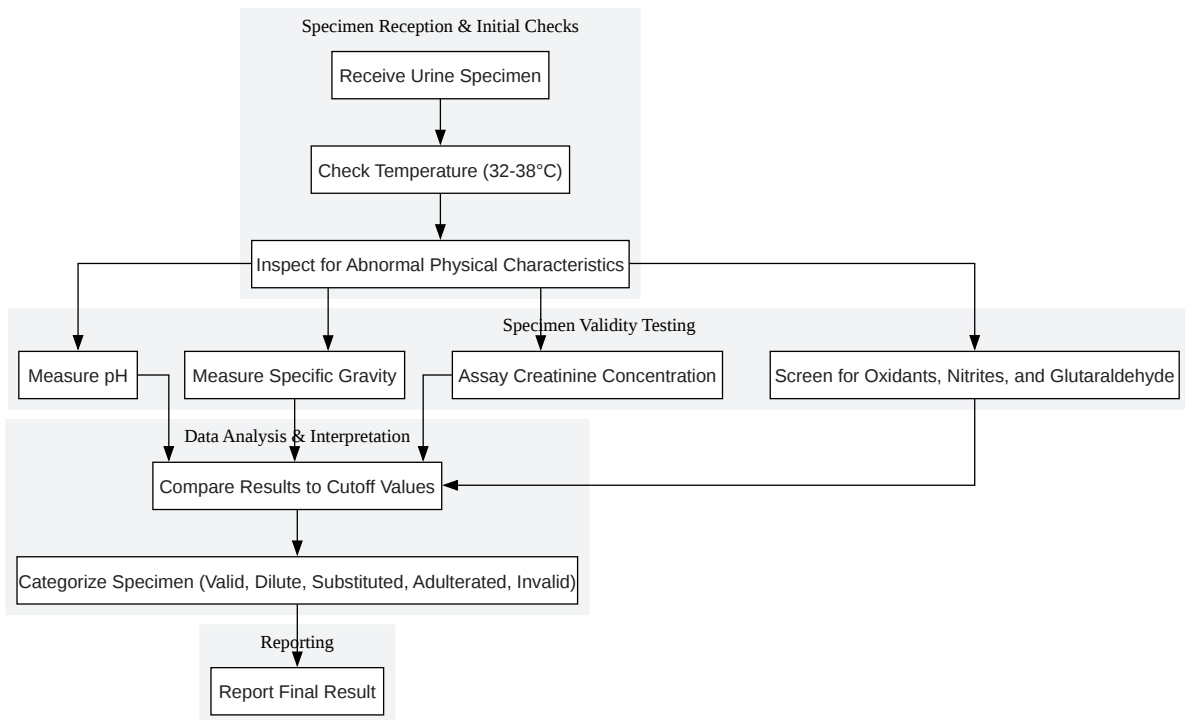 Specimen Reception & Initial Checks
Receive Urine Specimen
Check Temperature (32-38°C)
Inspect for Abnormal Physical Characteristics
Specimen Validity Testing
Measure pH
Measure Specific Gravity
Assay Creatinine Concentration
Screen for Oxidants, Nitrites, and Glutaraldehyde
Data Analysis & Interpretation
Compare Results to Cutoff Values
Categorize Specimen (Valid, Dilute, Substituted, Adulterated, Invalid)
Reporting
Report Final Result